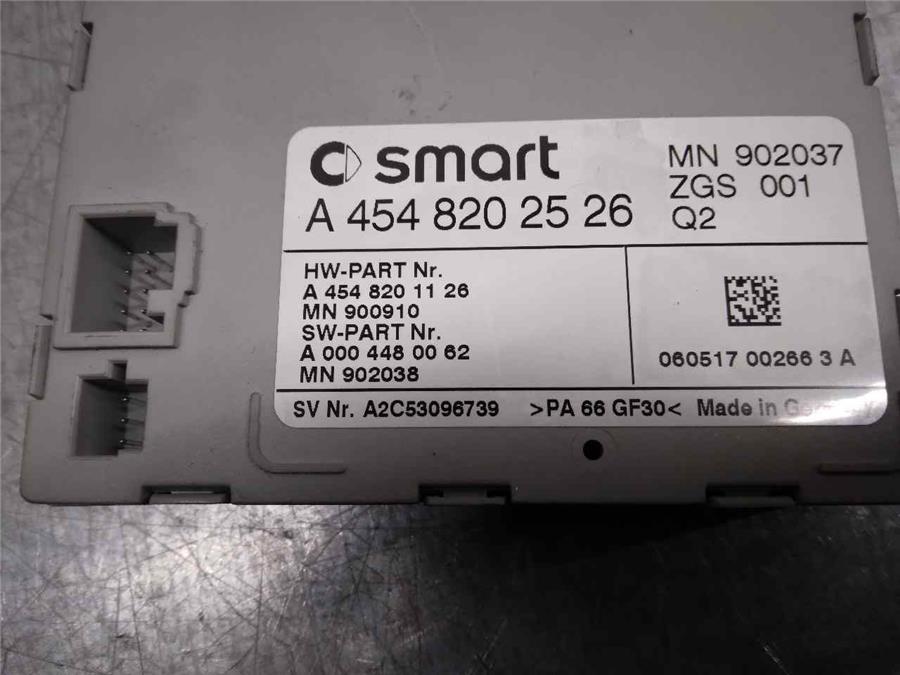 smart
MN 902037
ZGS 001
A 454 820 25 26
Q2
HW-PART Nr.
A 454 820 11 26
MN 900910
SW-PART Nr.
A 000 448 00 62
MN 902038
060517 00266 3 A
SV Nr. A2C53096739 >PA 66 GF30< Made in Germany